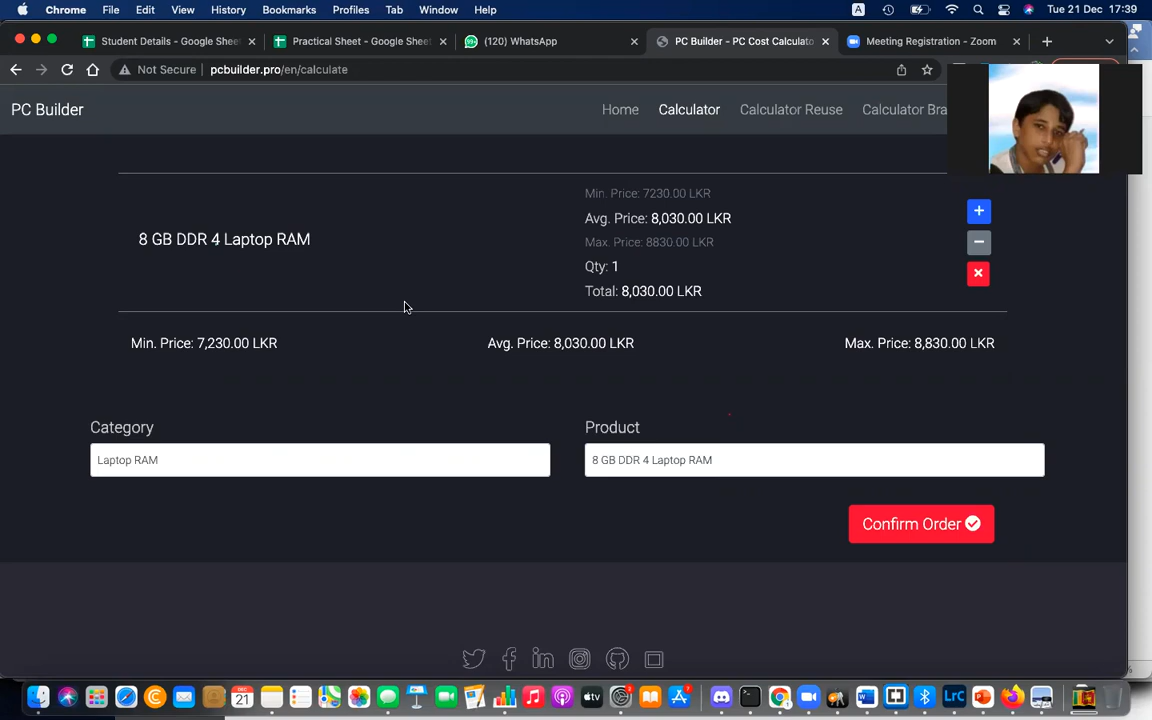 Chrome File Edit View History Bookmarks Profiles Tab Window Help A Tue 21 Dec 17:39
Student Details - Google Sheet Practical Sheet - Google Sheet (120) WhatsApp PC Builder - PC Cost Calculato Meeting Registration - Zoom
Not Secure pcbuilder.pro/en/calculate
PC Builder Home Calculator Calculator Reuse Calculator Bra
Min. Price: 7230.00 LKR
Avg. Price: 8,030.00 LKR
8 GB DDR 4 Laptop RAM
Max. Price: 8830.00 LKR
Qty: 1
Total: 8,030.00 LKR
Min. Price: 7,230.00 LKR Avg. Price: 8,030.00 LKR Max. Price: 8,830.00 LKR
Category Product
Laptop RAM 8 GB DDR 4 Laptop RAM
Confirm Order